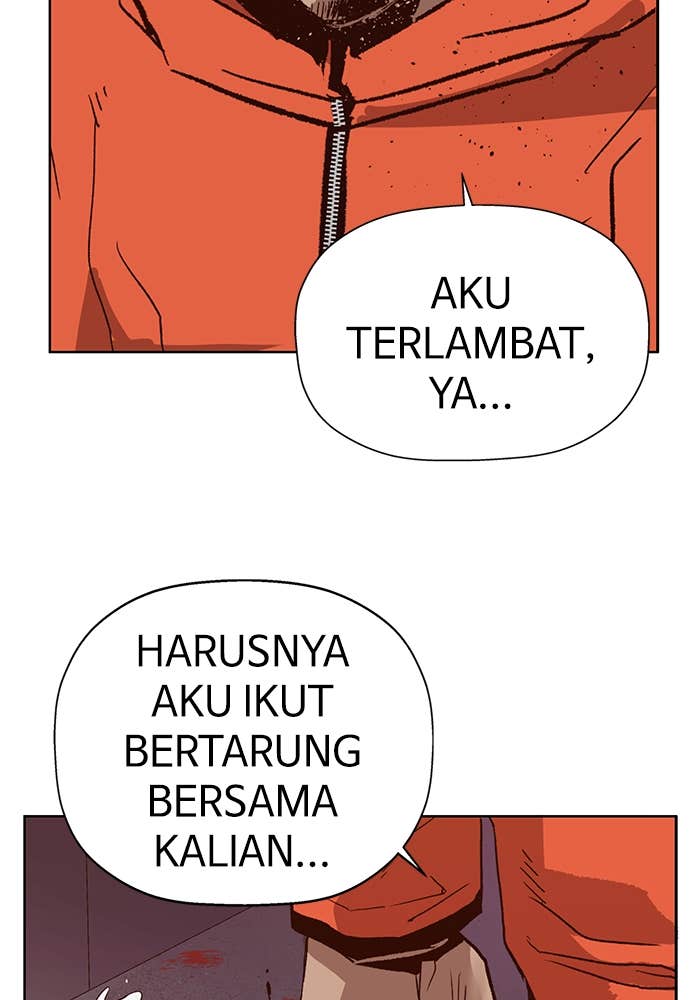 AKU
TERLAMBAT,
YA...
HARUSNYA
AKU IKUT
BERTARUNG
BERSAMA
KALIAN...